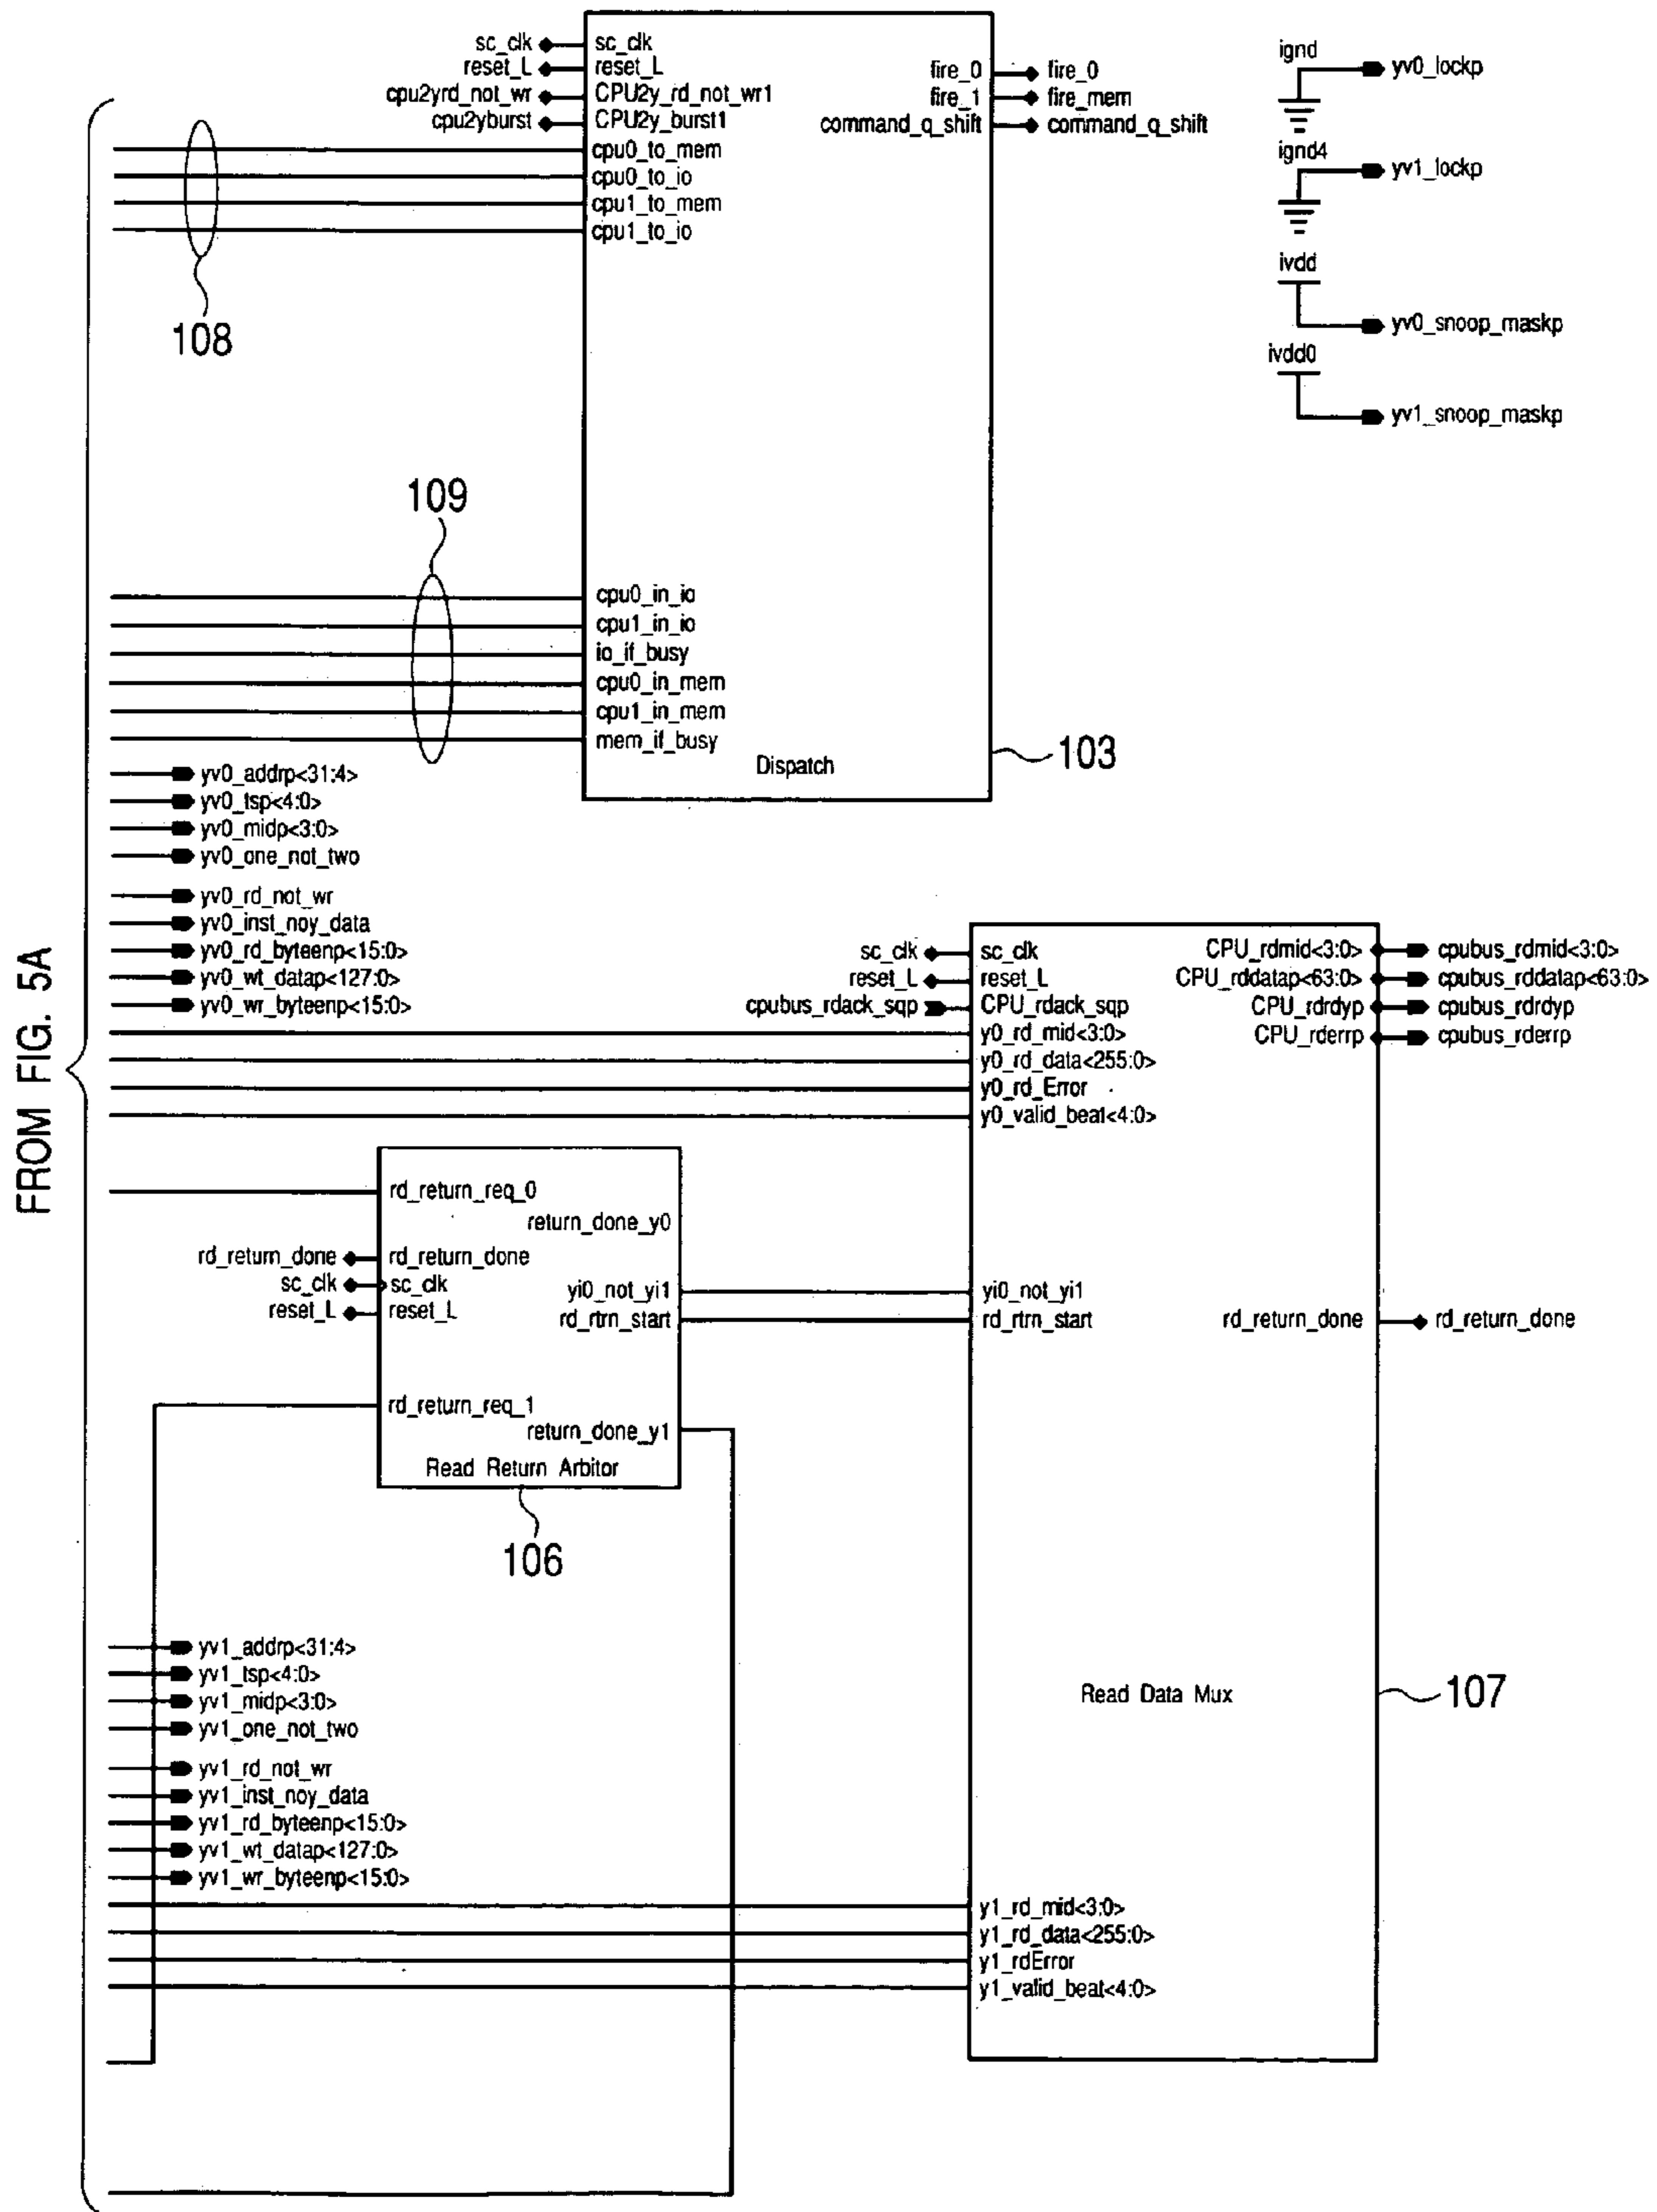 sc_clk
reset_L
cpu2yrd_not_wr
cpu2yburst
sc_clk
reset_L
CPU2y_rd_not_wr1
CPU2y_burst1
cpu0_to_mem
cpu0_to_io
cpu1_to_mem
cpu1_to_io
fire_0
fire_1
command_q_shift
fire_0
fire_mem
command_q_shift
ignd
yv0_lockp
ignd4
yv1_lockp
ivdd
yv0_snoop_maskp
ivdd0
yv1_snoop_maskp
108
109
cpu0_in_io
cpu1_in_io
io_if_busy
cpu0_in_mem
cpu1_in_mem
mem_if_busy
Dispatch
103
FROM FIG. 5A
yv0_addrp<31:4>
yv0_tsp<4:0>
yv0_midp<3:0>
yv0_one_not_two
yv0_rd_not_wr
yv0_inst_noy_data
yv0_rd_byteenp<15:0>
yv0_wt_datap<127:0>
yv0_wr_byteenp<15:0>
sc_clk
reset_L
cpubus_rdack_sqp
sc_clk
reset_L
CPU_rdack_sqp
y0_rd_mid<3:0>
y0_rd_data<255:0>
y0_rd_Error
y0_valid_beat<4:0>
CPU_rdmid<3:0>
CPU_rddatap<63:0>
CPU_rdrdyp
CPU_rderrp
cpubus_rdmid<3:0>
cpubus_rddatap<63:0>
cpubus_rdrdyp
cpubus_rderrp
rd_return_req_0
return_done_y0
rd_return_done
sc_clk
reset_L
rd_return_done
sc_clk
reset_L
yi0_not_yi1
rd_rtrn_start
yi0_not_yi1
rd_rtrn_start
rd_return_done
rd_return_done
rd_return_req_1
return_done_y1
Read Return Arbitor
106
yv1_addrp<31:4>
yv1_tsp<4:0>
yv1_midp<3:0>
yv1_one_not_two
yv1_rd_not_wr
yv1_inst_noy_data
yv1_rd_byteenp<15:0>
yv1_wt_datap<127:0>
yv1_wr_byteenp<15:0>
Read Data Mux
107
y1_rd_mid<3:0>
y1_rd_data<255:0>
y1_rdError
y1_valid_beat<4:0>